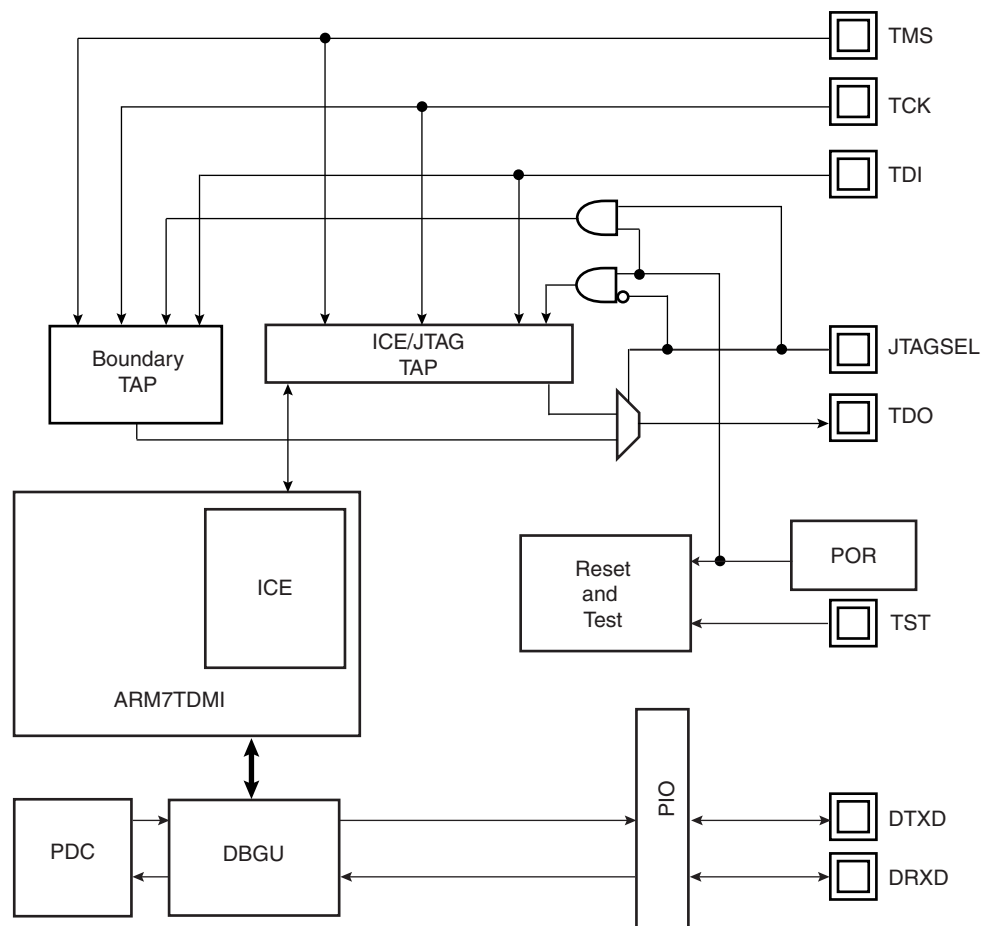 TMS
TCK
TDI
Boundary
TAP
ICE/JTAG
TAP
JTAGSEL
TDO
ICE
ARM7TDMI
Reset
and
Test
POR
TST
PIO
PDC
DBGU
DTXD
DRXD